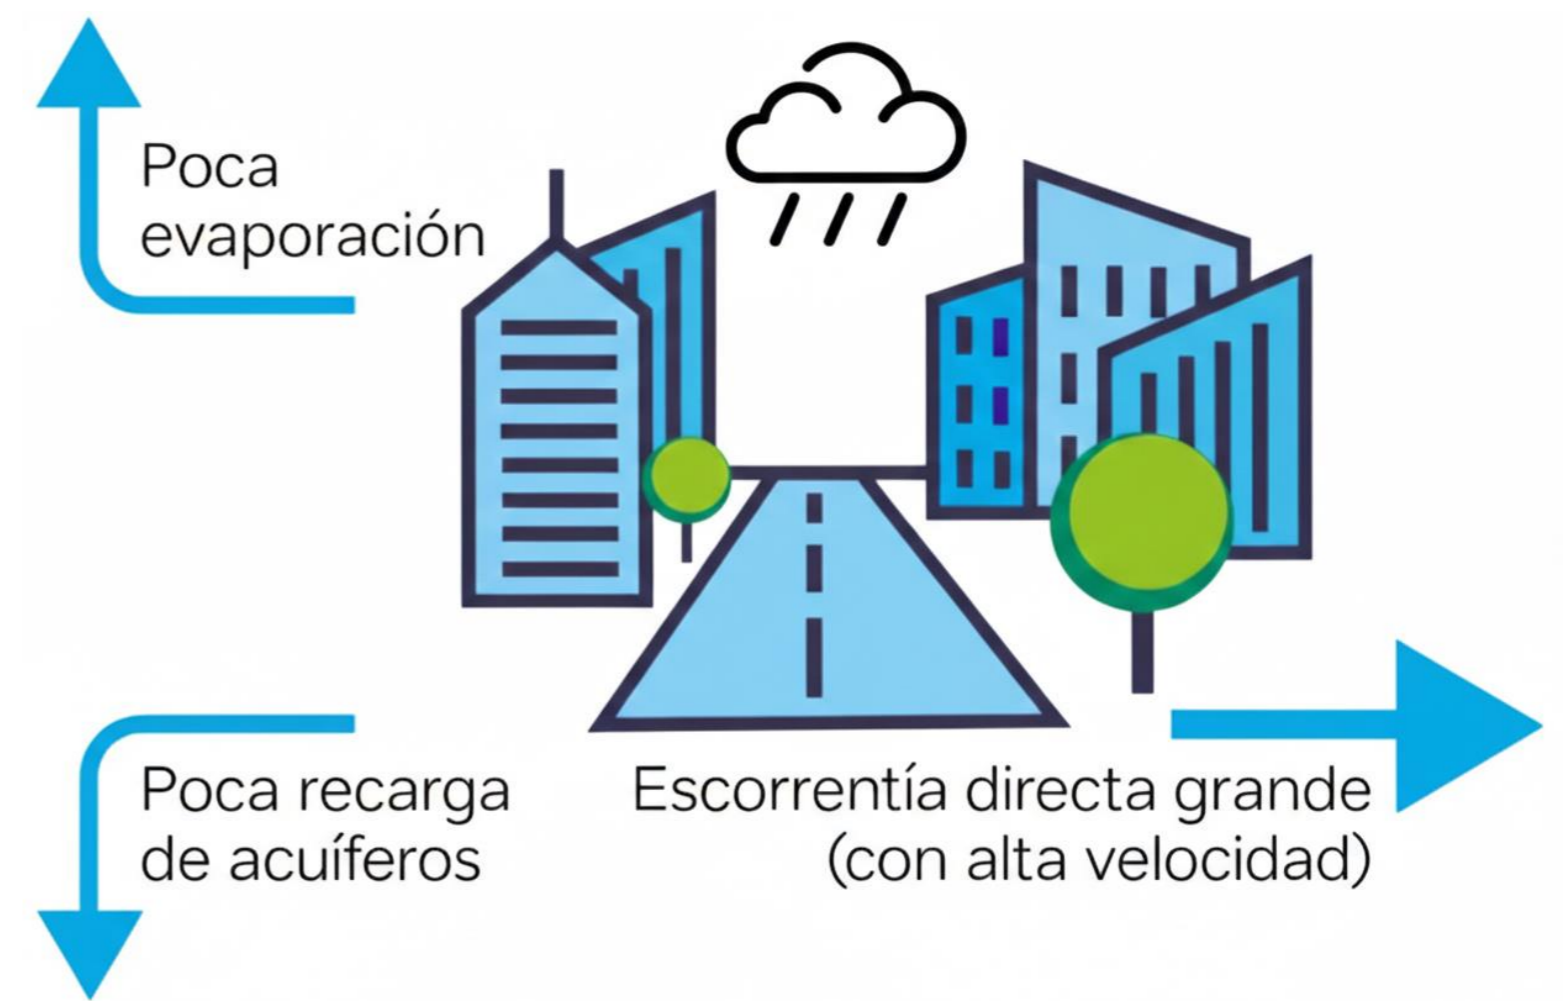 Poca
evaporación
Poca recarga
de acuíferos
Escorrentía directa grande
(con alta velocidad)